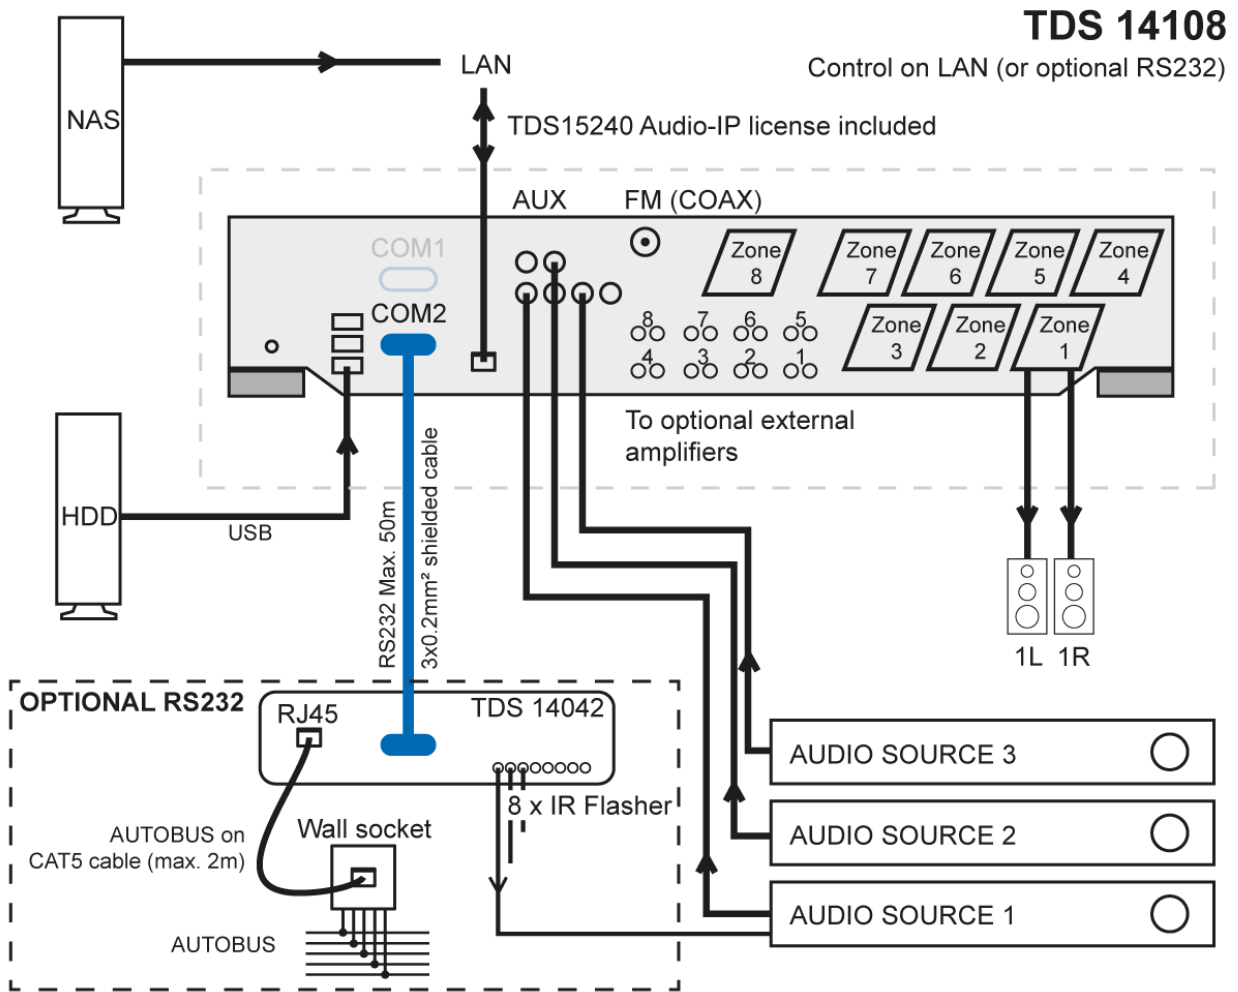 TDS 14108
Control on LAN (or optional RS232)
NAS
LAN
TDS15240 Audio-IP license included
AUX
FM (COAX)
COM1
COM2
Zone
8
Zone
7
Zone
6
Zone
5
Zone
4
Zone
3
Zone
2
Zone
1
8 7 6 5
4 3 2 1
To optional external
amplifiers
HDD
USB
RS232 Max. 50m
3x0.2mm² shielded cable
1L 1R
OPTIONAL RS232
RJ45
TDS 14042
8 x IR Flasher
AUTOBUS on
CAT5 cable (max. 2m)
Wall socket
AUTOBUS
AUDIO SOURCE 3
AUDIO SOURCE 2
AUDIO SOURCE 1